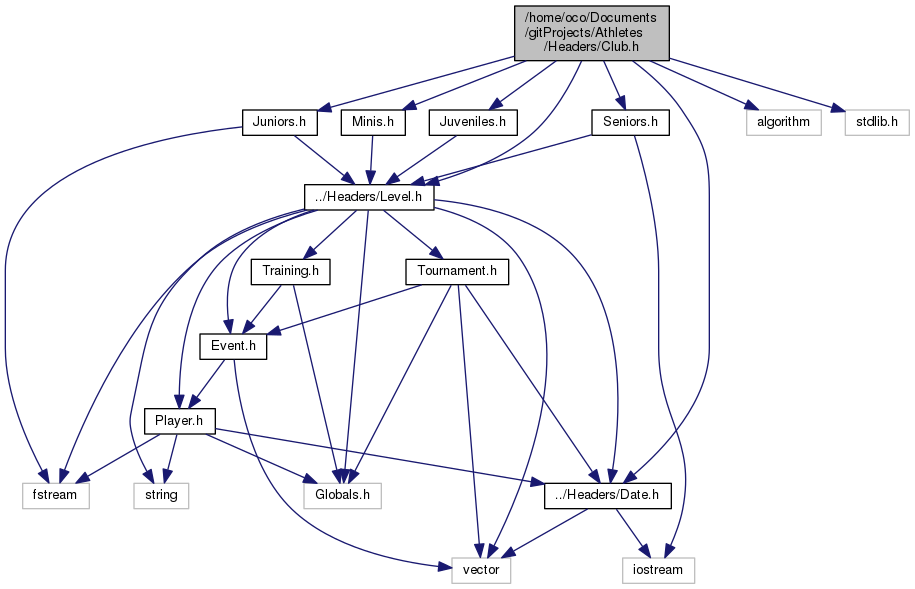 /home/oco/Documents
/gitProjects/Athletes
/Headers/Club.h
Juniors.h
Minis.h
Juveniles.h
Seniors.h
algorithm
stdlib.h
../Headers/Level.h
Training.h
Tournament.h
Event.h
Player.h
fstream
string
Globals.h
../Headers/Date.h
vector
iostream